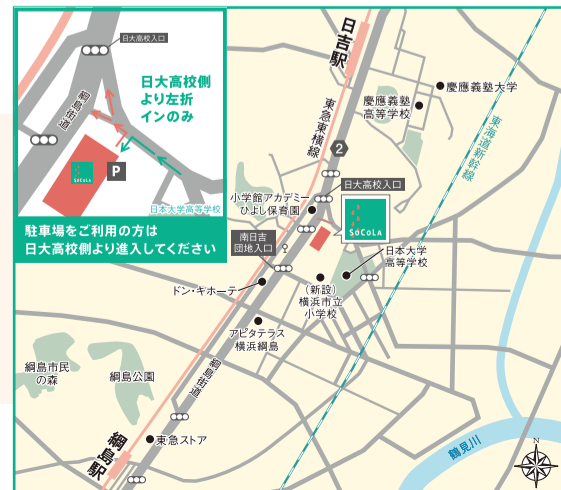 日大高校入口
日大高校側
より左折
インのみ
綱島街道
SoCoLA
P
日本大学高等学校
駐車場をご利用の方は
日大高校側より進入してください
日吉駅
慶應義塾大学
慶應義塾
高等学校
東急東横線
東海道新幹線
2
日大高校入口
小学館アカデミー
ひよし保育園
SoCoLA
南日吉
団地入口
日本大学
高等学校
ドン・キホーテ
(新設)
横浜市立
小学校
アピタテラス
横浜綱島
綱島街道
綱島市民
の森
綱島公園
東急ストア
綱島駅
鶴見川
N